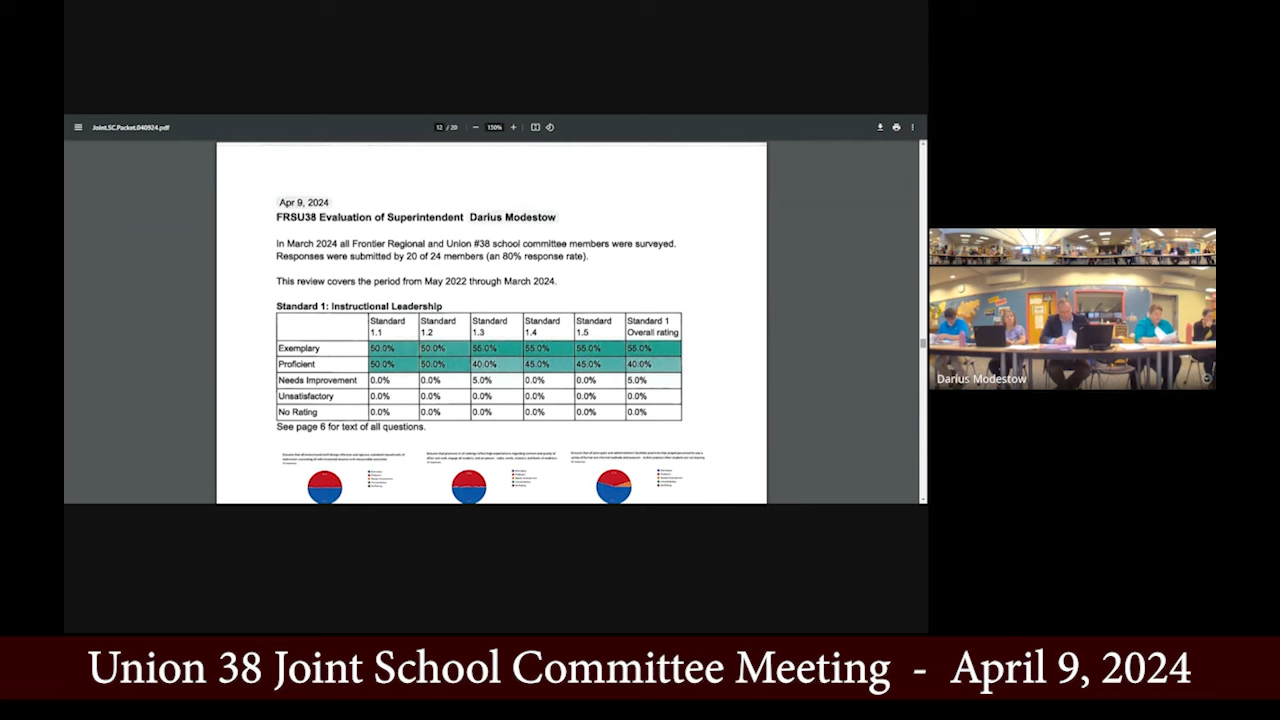 Joint.SC.Packet.040924.pdf
12 / 20
150%
Apr 9, 2024
FRSU38 Evaluation of Superintendent Darius Modestow
In March 2024 all Frontier Regional and Union #38 school committee members were surveyed.
Responses were submitted by 20 of 24 members (an 80% response rate).
This review covers the period from May 2022 through March 2024.
Standard 1: Instructional Leadership
Standard 1.1 Standard 1.2 Standard 1.3 Standard 1.4 Standard 1.5 Standard 1 Overall rating
Exemplary 50.0% 50.0% 55.0% 55.0% 55.0% 55.0%
Proficient 50.0% 50.0% 40.0% 45.0% 45.0% 40.0%
Needs Improvement 0.0% 0.0% 5.0% 0.0% 0.0% 5.0%
Unsatisfactory 0.0% 0.0% 0.0% 0.0% 0.0% 0.0%
No Rating 0.0% 0.0% 0.0% 0.0% 0.0% 0.0%
See page 6 for text of all questions.
Darius Modestow
Union 38 Joint School Committee Meeting - April 9, 2024